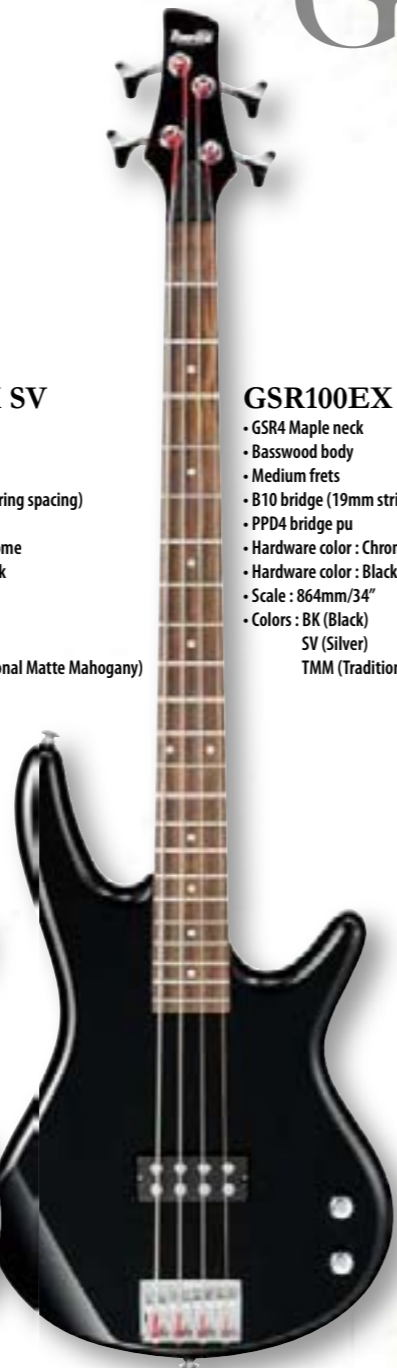 G
SV
ring spacing)
ome
k
onal Matte Mahogany)
GSR100EX
• GSR4 Maple neck
• Basswood body
• Medium frets
• B10 bridge (19mm stri
• PPD4 bridge pu
• Hardware color : Chron
• Hardware color : Black
• Scale : 864mm/34”
• Colors : BK (Black)
SV (Silver)
TMM (Tradition